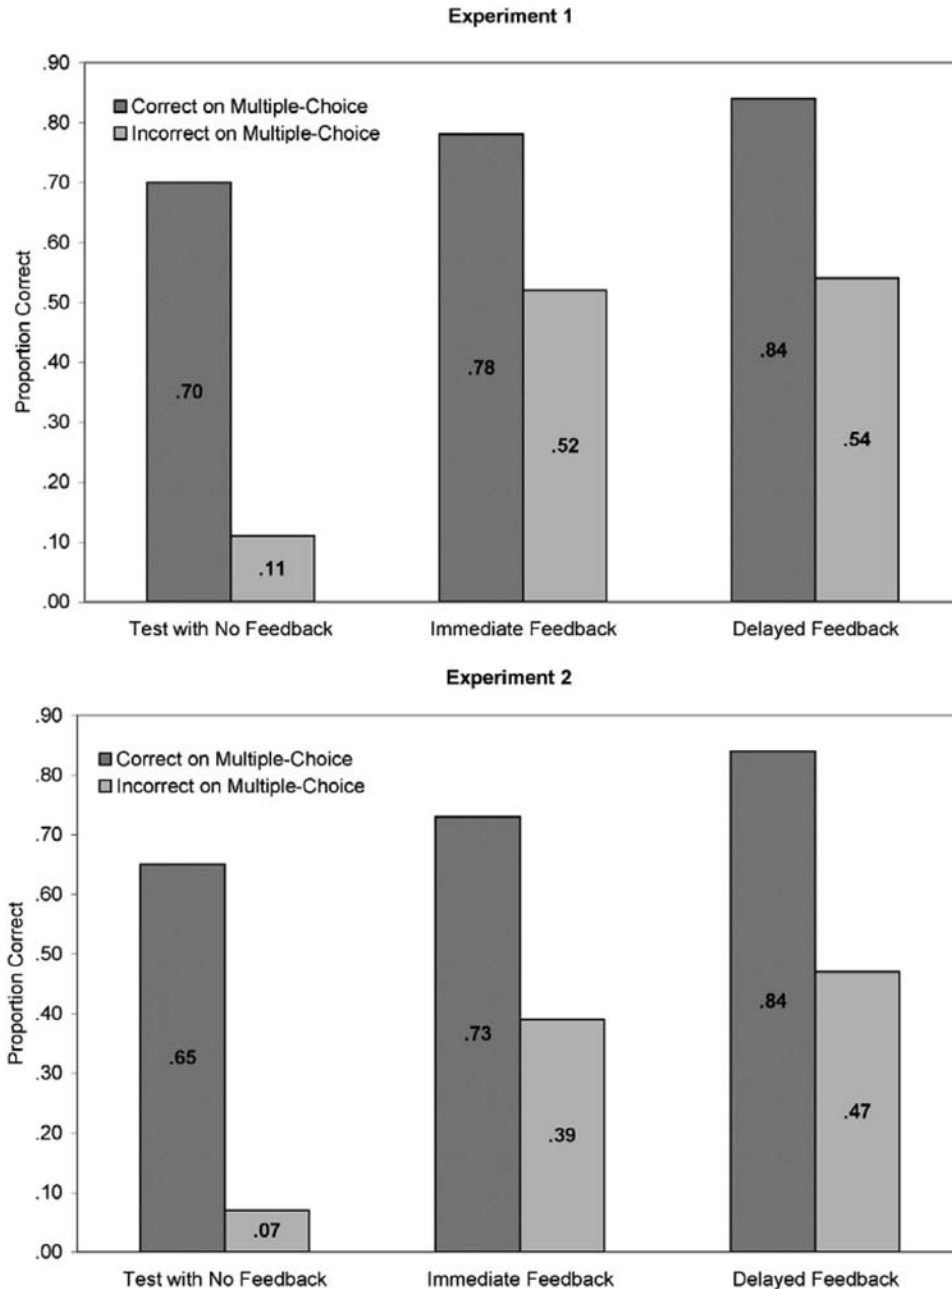 Experiment 1
.90
.80
.70
.60
.50
.40
.30
.20
.10
.00
Proportion Correct
Correct on Multiple-Choice
Incorrect on Multiple-Choice
.70
.11
.78
.52
.84
.54
Test with No Feedback
Immediate Feedback
Delayed Feedback
Experiment 2
.90
.80
.70
.60
.50
.40
.30
.20
.10
.00
Proportion Correct
Correct on Multiple-Choice
Incorrect on Multiple-Choice
.65
.07
.73
.39
.84
.47
Test with No Feedback
Immediate Feedback
Delayed Feedback